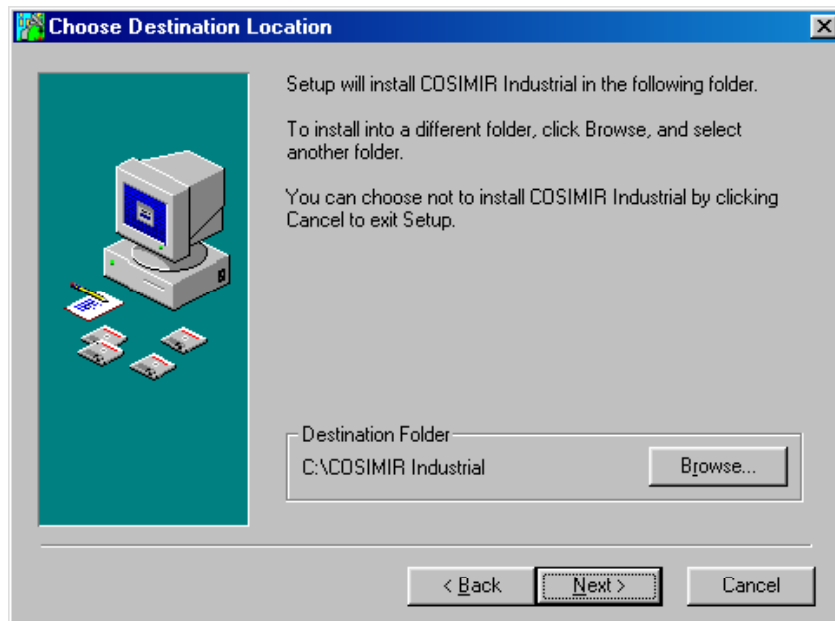 Choose Destination Location
Setup will install COSIMIR Industrial in the following folder.
To install into a different folder, click Browse, and select
another folder.
You can choose not to install COSIMIR Industrial by clicking
Cancel to exit Setup.
Destination Folder
C:\COSIMIR Industrial
Browse...
< Back
Next >
Cancel